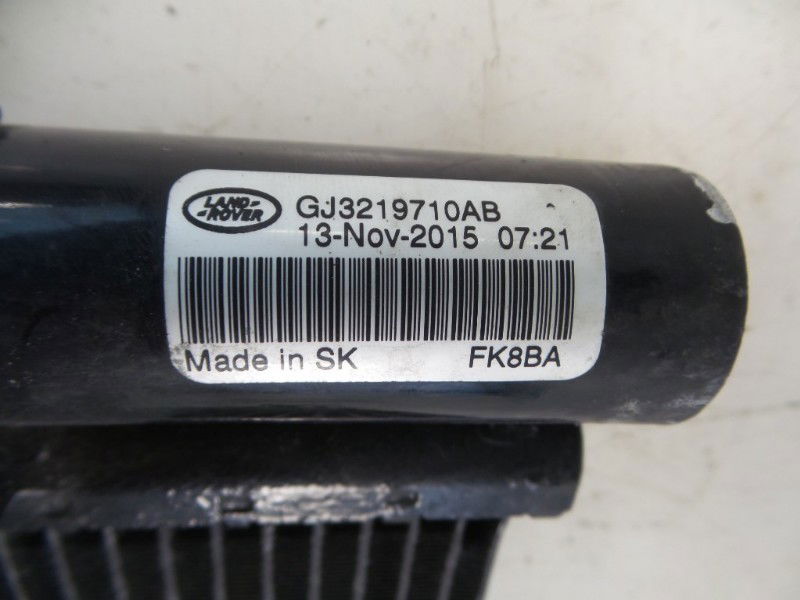 LAND-
-ROVER
GJ3219710AB
13-Nov-2015 07:21
Made in SK
FK8BA